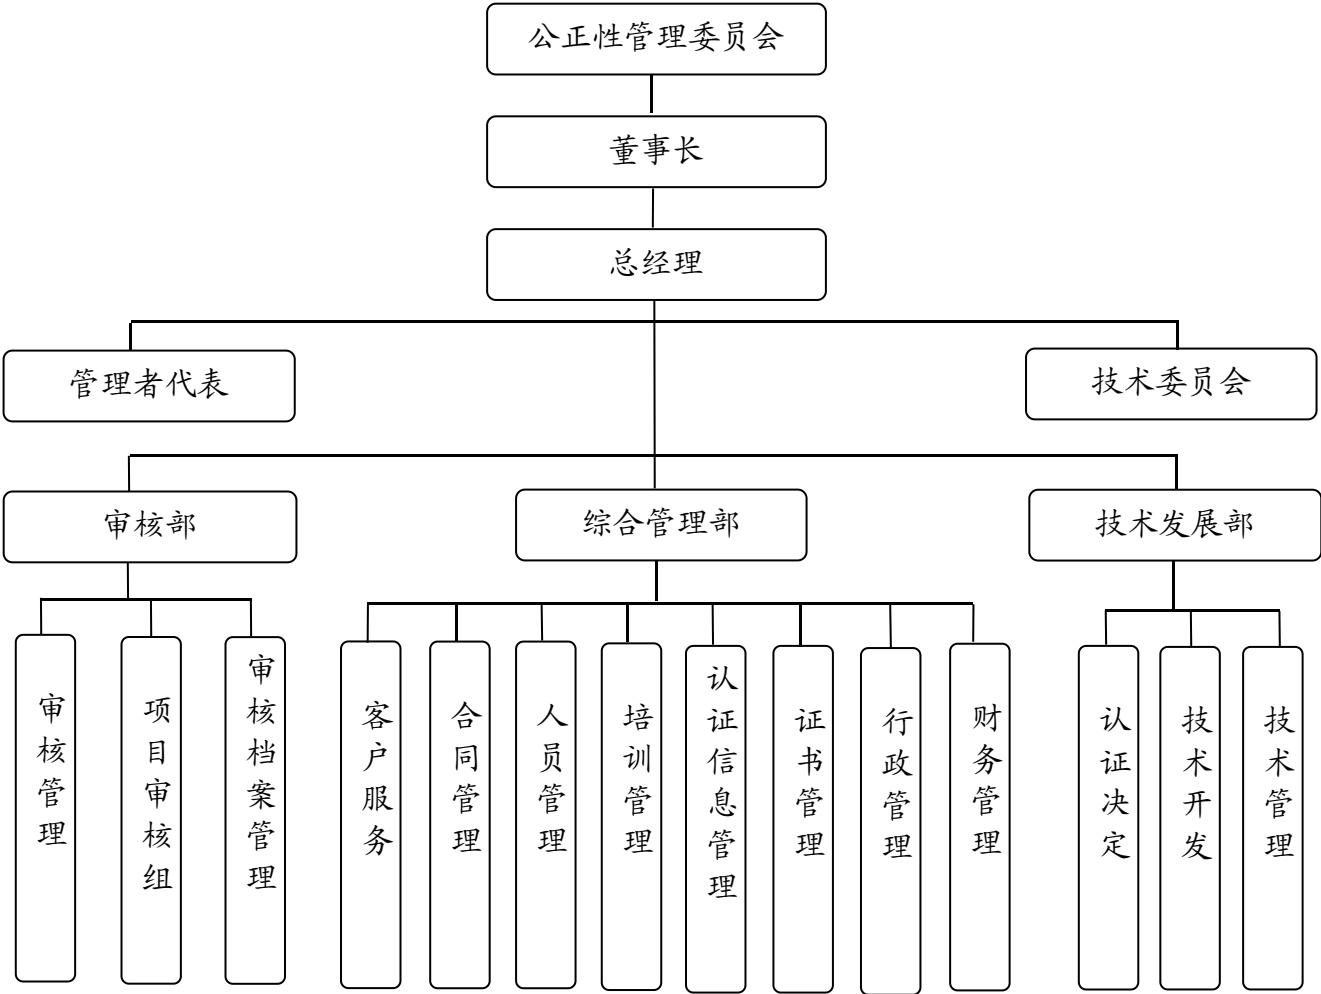 公正性管理委员会
董事长
总经理
管理者代表
技术委员会
审核部
综合管理部
技术发展部
审核管理
项目审核组
审核档案管理
客户服务
合同管理
人员管理
培训管理
认证信息管理
证书管理
行政管理
财务管理
认证决定
技术开发
技术管理